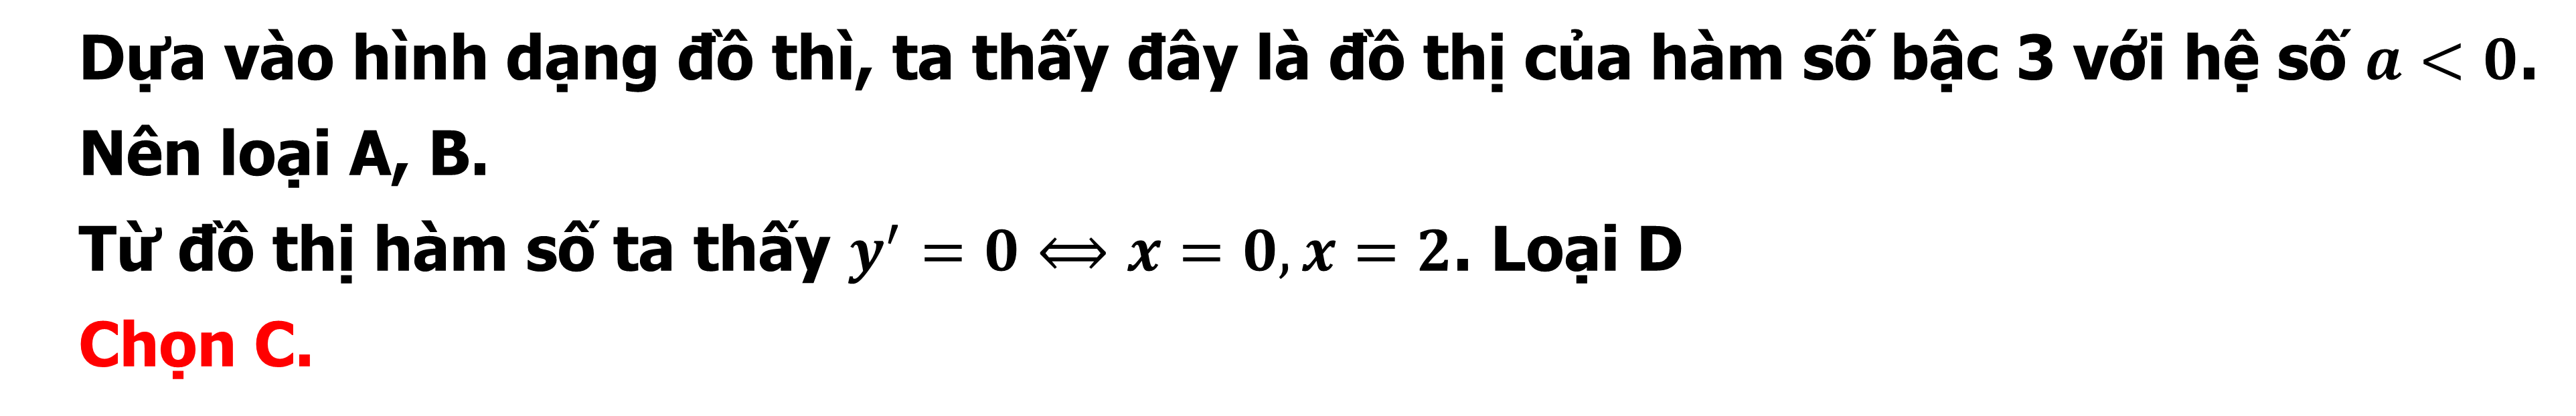 Dựa vào hình dạng đồ thì, ta thấy đây là đồ thị của hàm số bậc 3 với hệ số a < 0.
Nên loại A, B.
Từ đồ thị hàm số ta thấy y′ = 0 ⟺ x = 0, x = 2. Loại D
Chọn C.